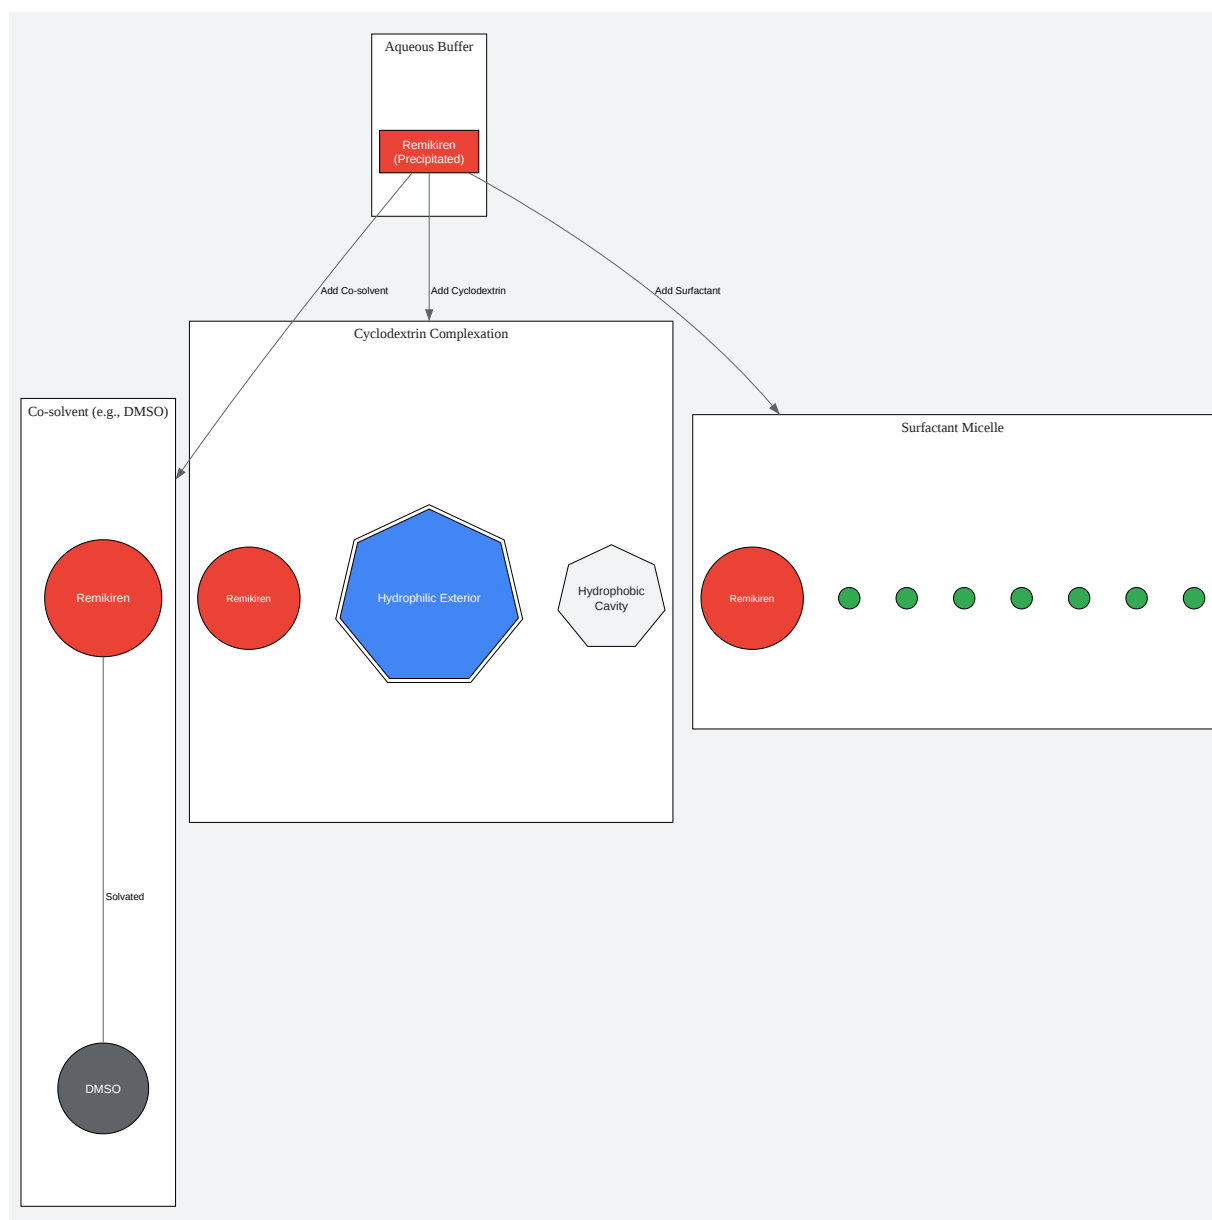 Aqueous Buffer
Remikiren
(Precipitated)
Add Co-solvent
Add Cyclodextrin
Add Surfactant
Cyclodextrin Complexation
Co-solvent (e.g., DMSO)
Surfactant Micelle
Remikiren
Remikiren
Hydrophilic Exterior
Hydrophobic
Cavity
Remikiren
Solvated
DMSO